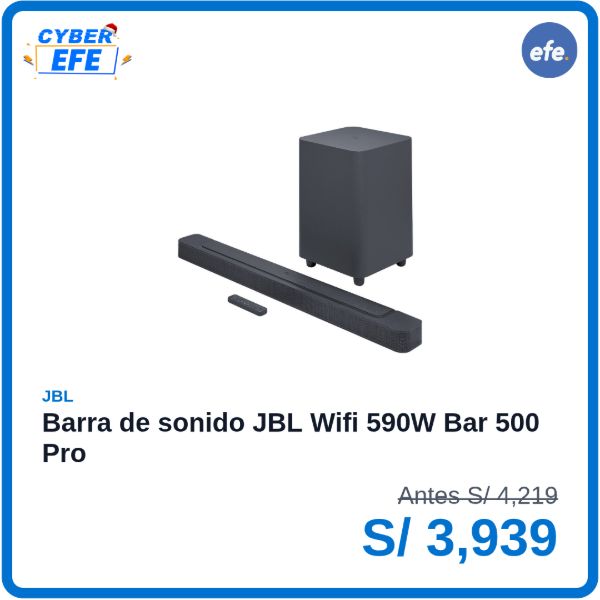 CYBER
EFE
efe.
JBL
Barra de sonido JBL Wifi 590W Bar 500
Pro
Antes S/ 4,219
S/ 3,939